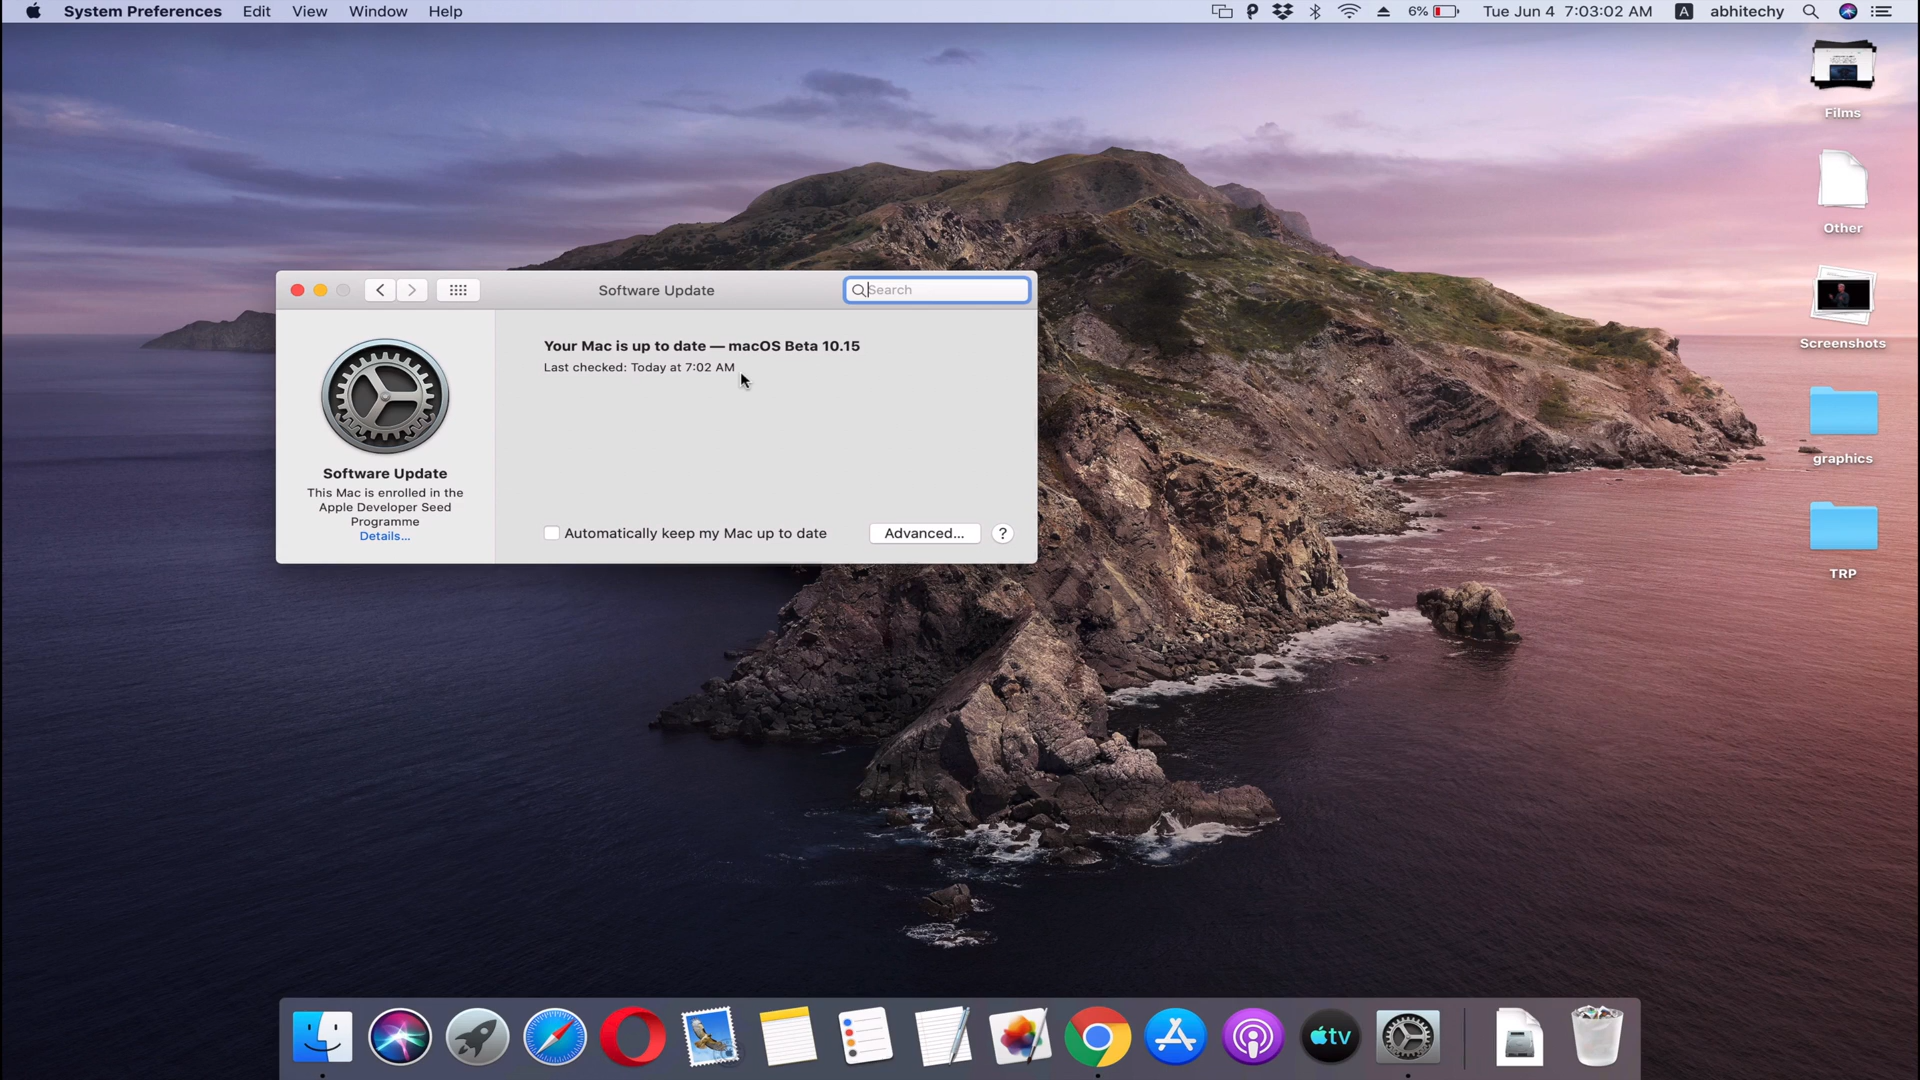 System Preferences Edit View Window Help
6% Tue Jun 4 7:03:02 AM A abhitechy
Films
Other
Screenshots
graphics
TRP
Software Update
Search
Your Mac is up to date — macOS Beta 10.15
Last checked: Today at 7:02 AM
Software Update
This Mac is enrolled in the
Apple Developer Seed
Programme
Details...
Automatically keep my Mac up to date
Advanced...
?
tv